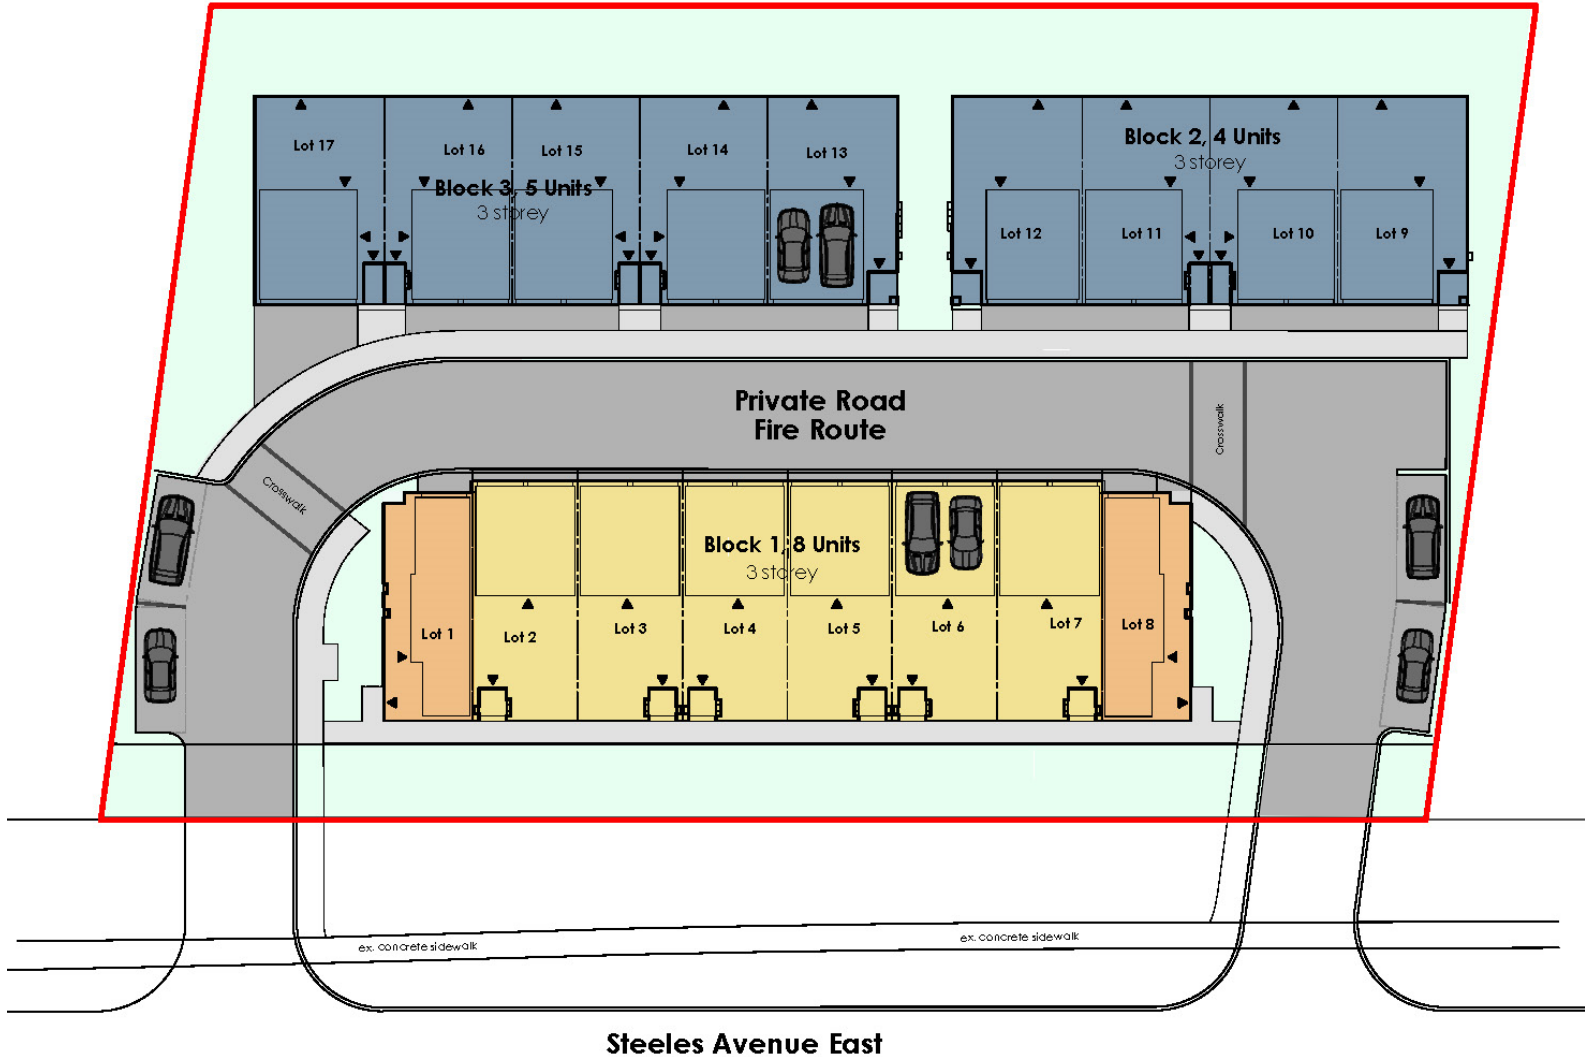 Lot 17
Lot 16
Lot 15
Lot 14
Lot 13
Block 3, 5 Units
3 storey
Block 2, 4 Units
3 storey
Lot 12
Lot 11
Lot 10
Lot 9
Private Road
Fire Route
Crosswalk
Crosswalk
Block 1, 8 Units
3 storey
Lot 1
Lot 2
Lot 3
Lot 4
Lot 5
Lot 6
Lot 7
Lot 8
ex. concrete sidewalk
ex. concrete sidewalk
Steeles Avenue East